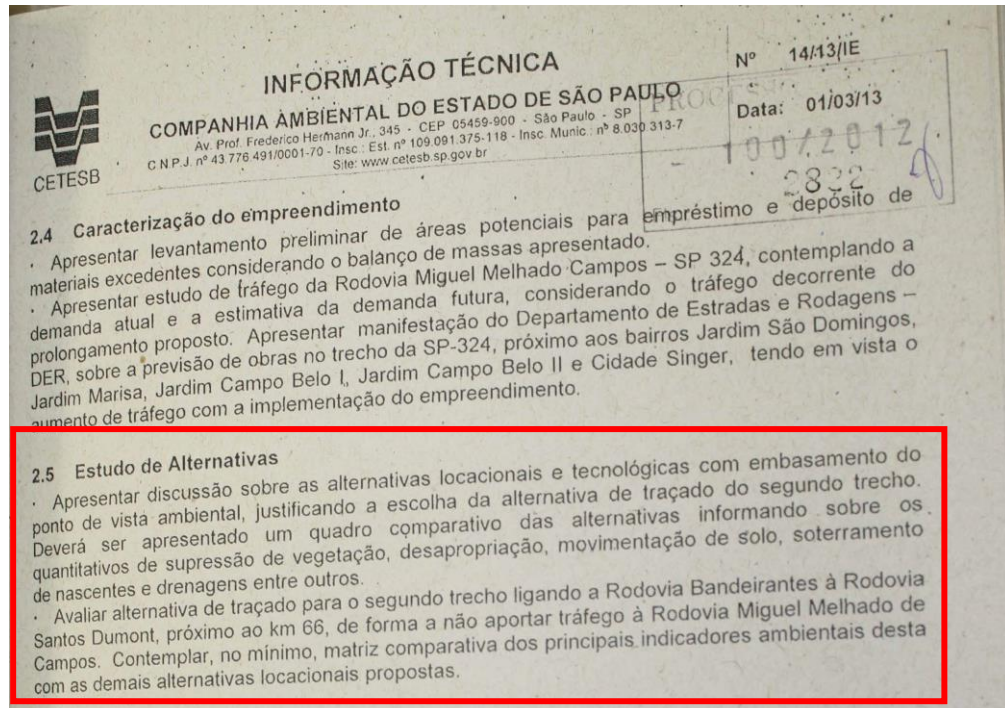 INFORMAÇÃO TÉCNICA
Nº 14/13/IE
COMPANHIA AMBIENTAL DO ESTADO DE SÃO PAULO
Data: 01/03/13
Av. Prof. Frederico Hermann Jr., 345 - CEP 05459-900 - São Paulo - SP
C.N.P.J. nº 43.776.491/0001-70 - Insc.: Est. nº 109.091.375-118 - Insc. Munic.: nº 8.030.313-7
Site: www.cetesb.sp.gov.br
CETESB
100/2012
2.4 Caracterização do empreendimento
· Apresentar levantamento preliminar de áreas potenciais para empréstimo e depósito de
materiais excedentes considerando o balanço de massas apresentado.
· Apresentar estudo de tráfego da Rodovia Miguel Melhado Campos – SP 324, contemplando a
demanda atual e a estimativa da demanda futura, considerando o tráfego decorrente do
prolongamento proposto. Apresentar manifestação do Departamento de Estradas e Rodagens –
DER, sobre a previsão de obras no trecho da SP-324, próximo aos bairros Jardim São Domingos,
Jardim Marisa, Jardim Campo Belo I, Jardim Campo Belo II e Cidade Singer, tendo em vista o
aumento de tráfego com a implementação do empreendimento.
2.5 Estudo de Alternativas
· Apresentar discussão sobre as alternativas locacionais e tecnológicas com embasamento do
ponto de vista ambiental, justificando a escolha da alternativa de traçado do segundo trecho.
Deverá ser apresentado um quadro comparativo das alternativas informando sobre os
quantitativos de supressão de vegetação, desapropriação, movimentação de solo, soterramento
de nascentes e drenagens entre outros.
· Avaliar alternativa de traçado para o segundo trecho ligando a Rodovia Bandeirantes à Rodovia
Santos Dumont, próximo ao km 66, de forma a não aportar tráfego à Rodovia Miguel Melhado de
Campos. Contemplar, no mínimo, matriz comparativa dos principais indicadores ambientais desta
com as demais alternativas locacionais propostas.